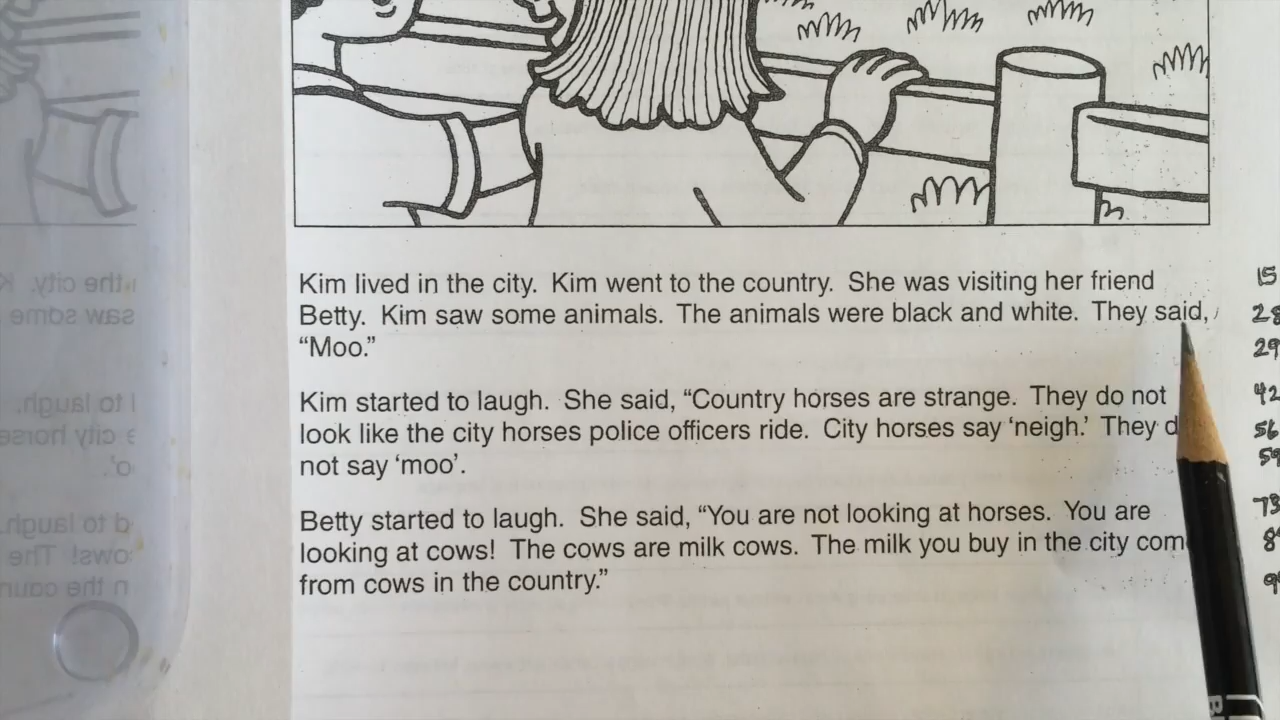 Kim lived in the city. Kim went to the country. She was visiting her friend 15
Betty. Kim saw some animals. The animals were black and white. They said, 28
“Moo.” 29
Kim started to laugh. She said, “Country horses are strange. They do not 42
look like the city horses police officers ride. City horses say ‘neigh.’ They 56
not say ‘moo’. 59
Betty started to laugh. She said, “You are not looking at horses. You are 73
looking at cows! The cows are milk cows. The milk you buy in the city
from cows in the country.”